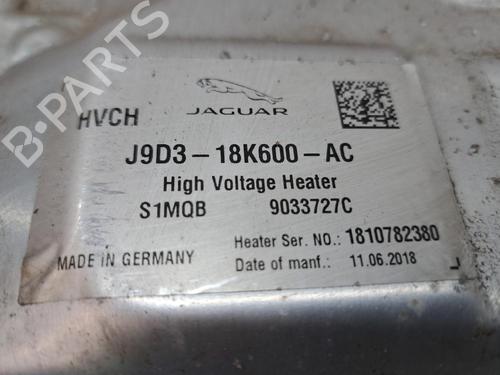 B-PARTS
HVCH
JAGUAR
J9D3-18K600-AC
High Voltage Heater
S1MQB 9033727C
Heater Ser. NO.: 1810782380
MADE IN GERMANY
Date of manf.: 11.06.2018